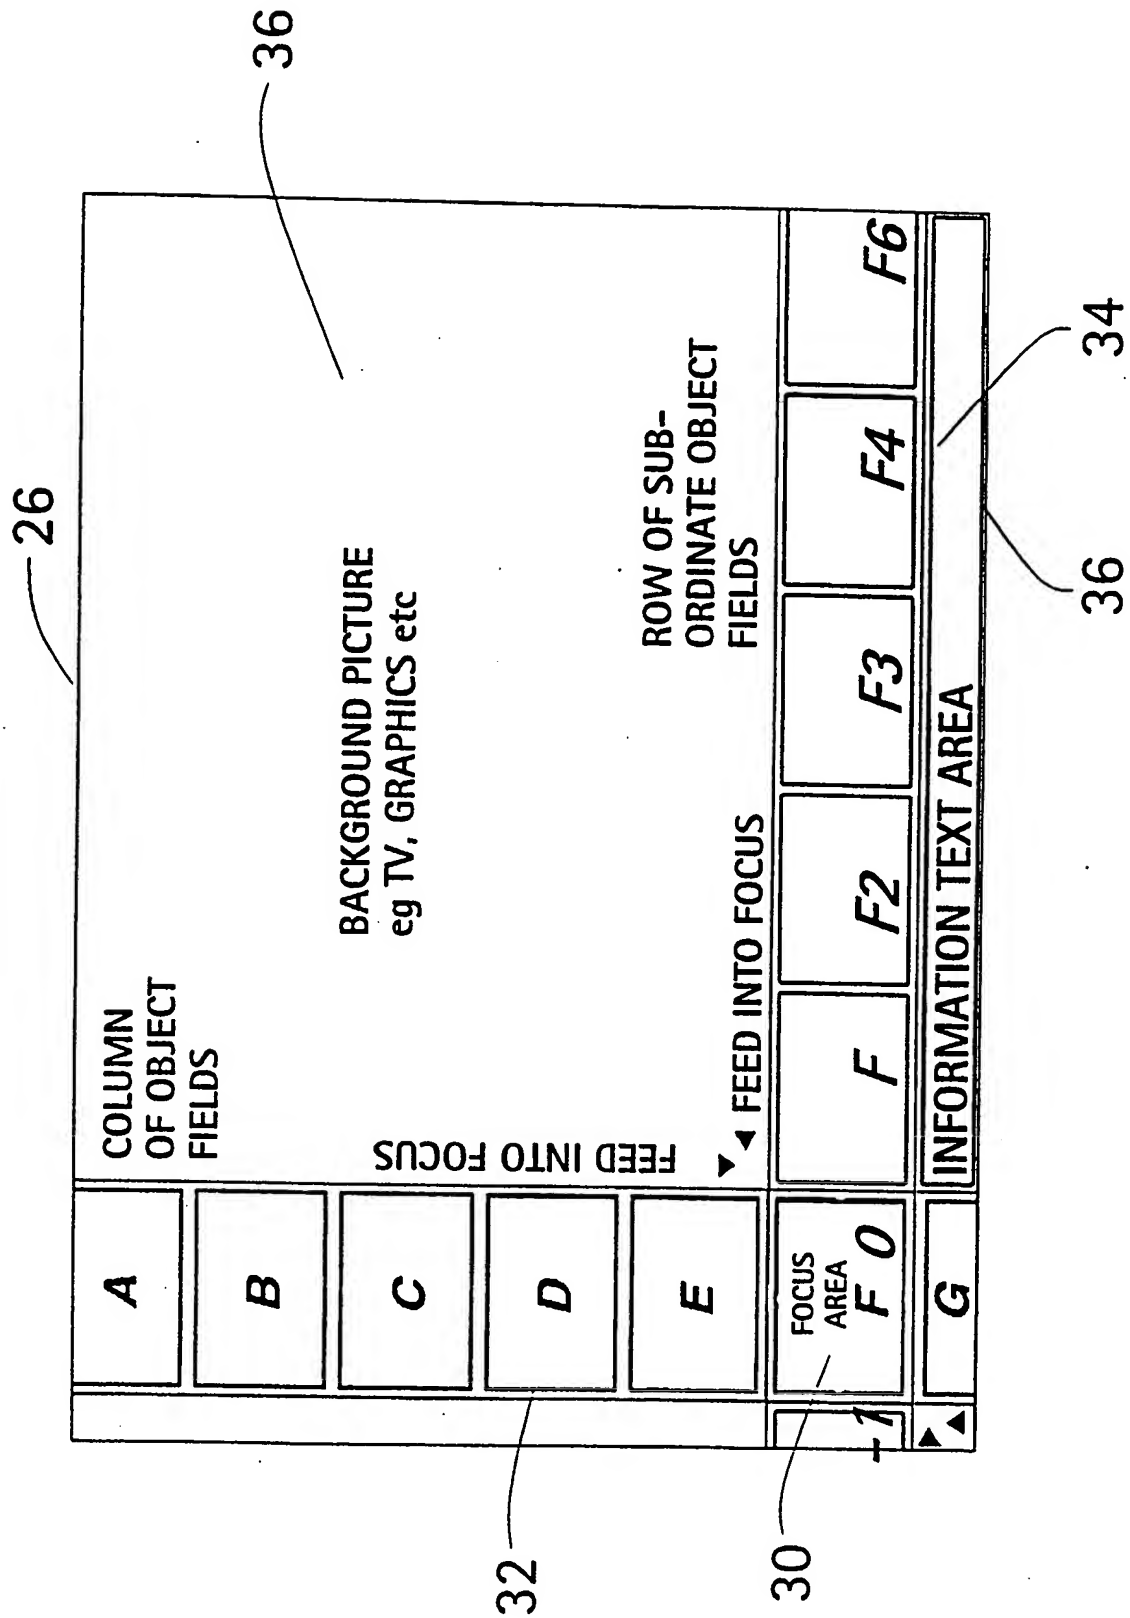 26
36
COLUMN
OF OBJECT
FIELDS
BACKGROUND PICTURE
eg TV, GRAPHICS etc
ROW OF SUB-
ORDINATE OBJECT
FIELDS
FEED INTO FOCUS
▼
◄ FEED INTO FOCUS
A
B
C
D
E
32
30
-1
FOCUS
AREA
F 0
F
F2
F3
F4
F6
G
INFORMATION TEXT AREA
34
36